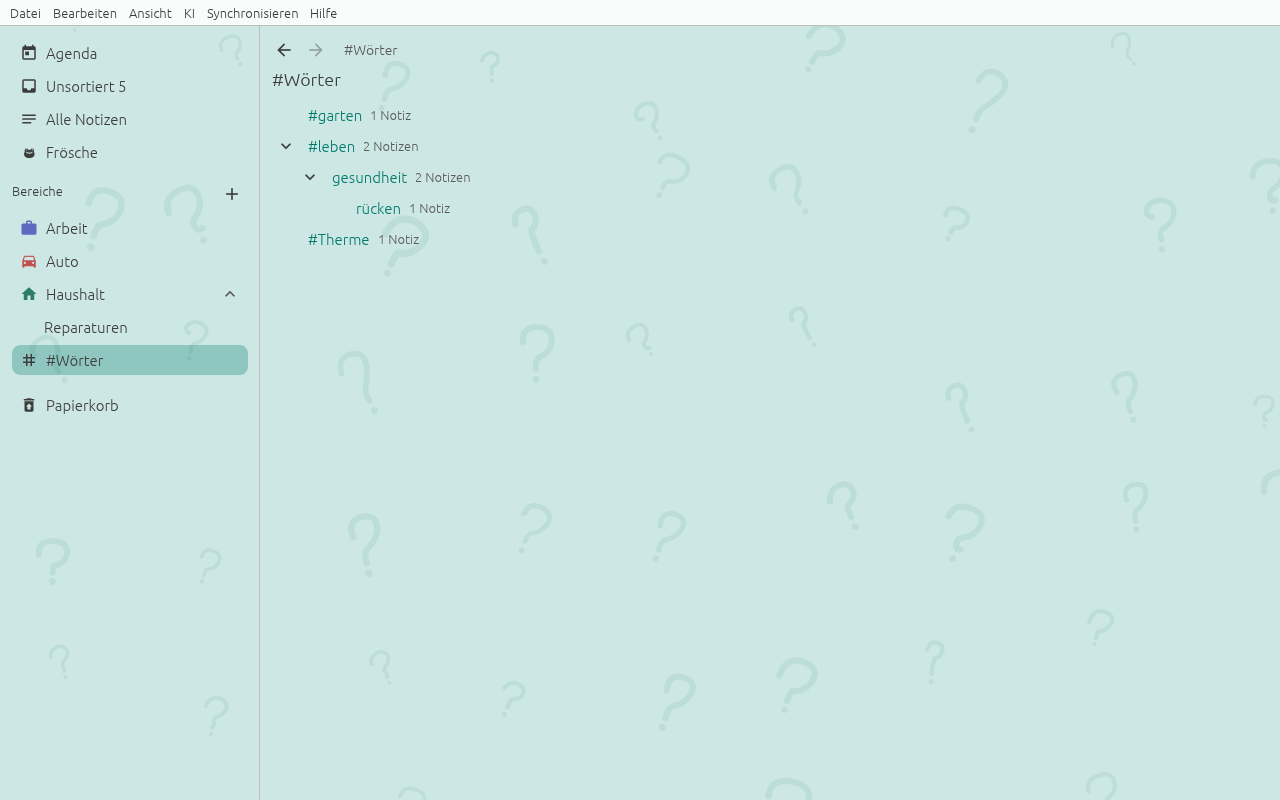 Datei Bearbeiten Ansicht KI Synchronisieren Hilfe
Agenda
Unsortiert 5
Alle Notizen
Frösche
Bereiche
Arbeit
Auto
Haushalt
Reparaturen
#Wörter
Papierkorb
#Wörter
#Wörter
#garten 1 Notiz
#leben 2 Notizen
gesundheit 2 Notizen
rücken 1 Notiz
#Therme 1 Notiz